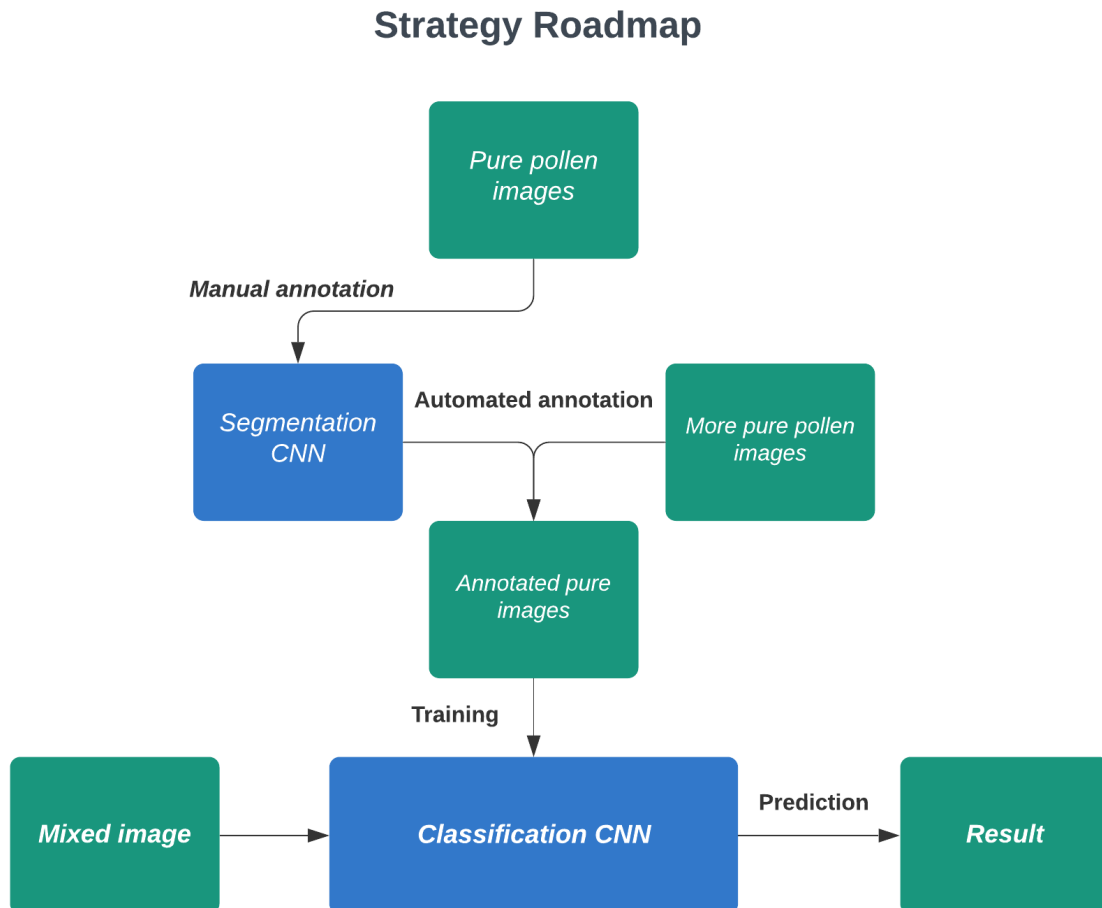 Strategy Roadmap
Pure pollen
images
Manual annotation
Segmentation
CNN
Automated annotation
More pure pollen
images
Annotated pure
images
Training
Mixed image
Classification CNN
Prediction
Result